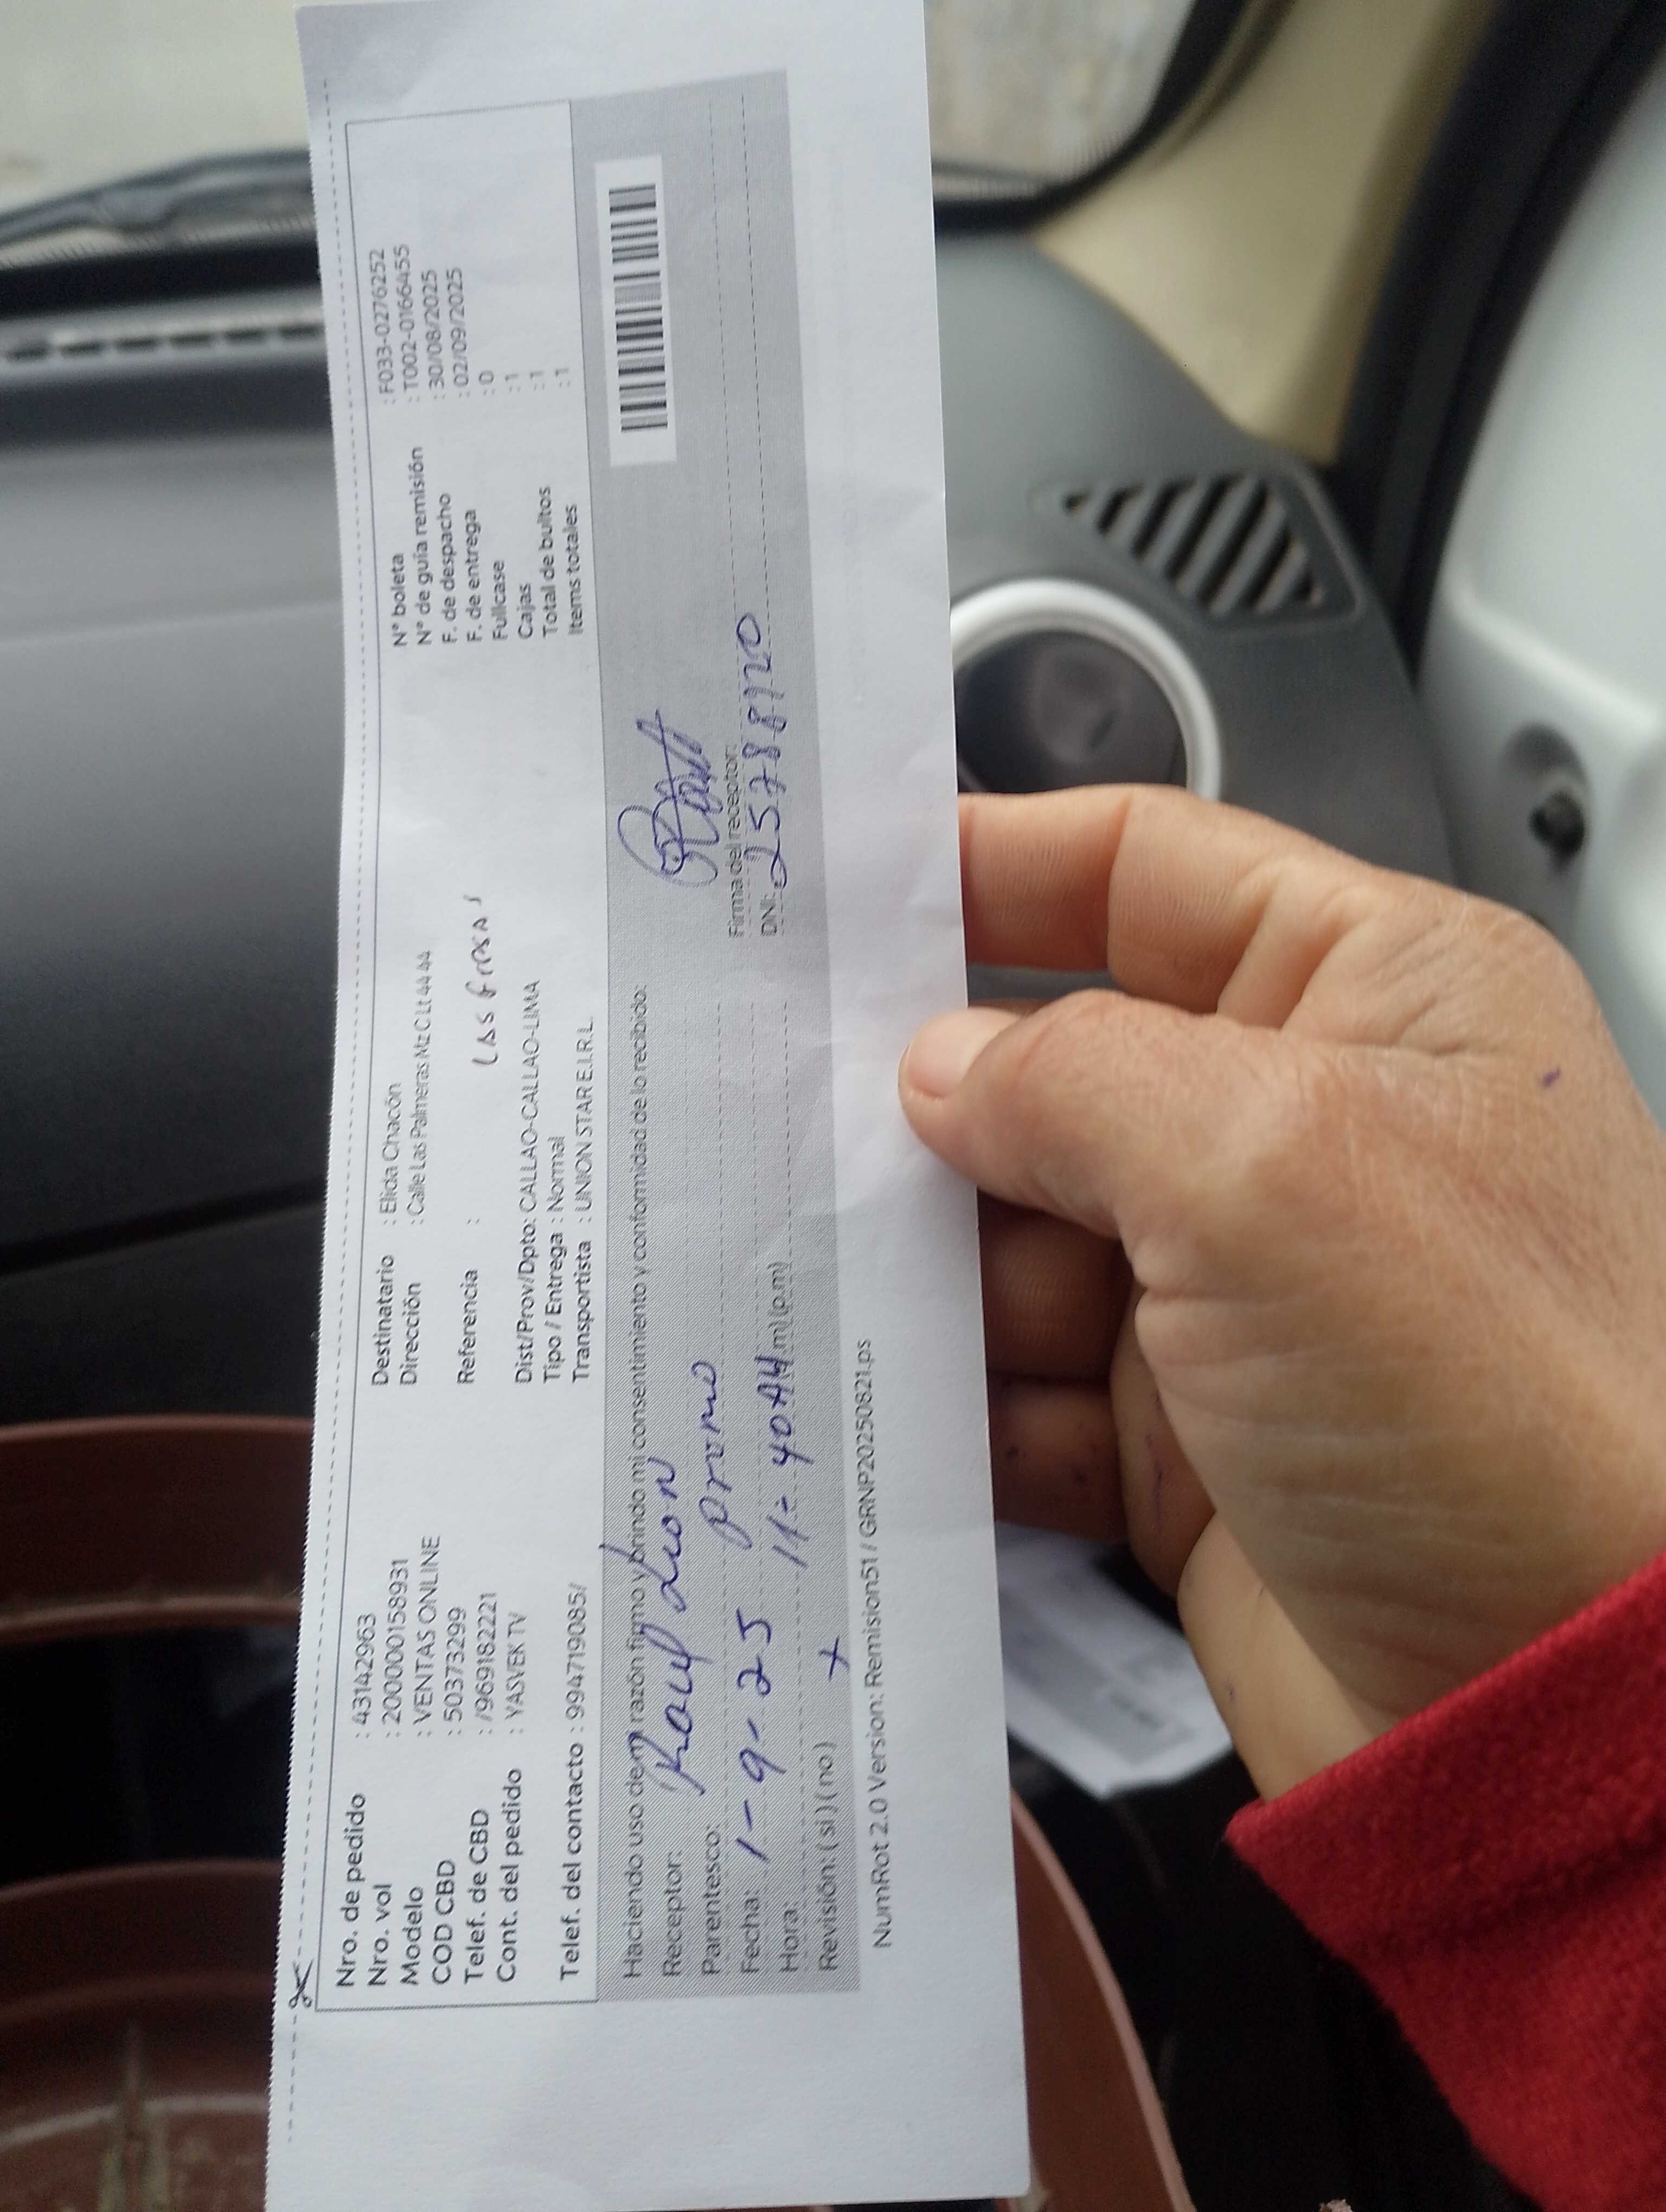 Nro. de pedido : 43142963
Nro. vol : 2000000158931
Modelo : VENTAS ONLINE
COD CBD : 50373299
Telef. de CBD : /969182221
Cont. del pedido : YASVEK TV
Telef. del contacto : 994719085/
Destinatario : Elida Chacón
Dirección : Calle Las Palmeras Mz C Lt 44 44
Referencia :
LAS fresas
Dist/Prov/Dpto: CALLAO-CALLAO-LIMA
Tipo / Entrega : Normal
Transportista : UNION STAR E.I.R.L.
N° boleta : F033-0276252
N° de guía remisión : T002-0166455
F. de despacho : 30/08/2025
F. de entrega : 02/09/2025
Fullcase : 0
Cajas : 1
Total de bultos : 1
Items totales : 1
Haciendo uso de mi razón firmo y brindo mi consentimiento y conformidad de lo recibido:
Receptor: Raul Leon
Parentesco: primo
Fecha: 1-9-25
Hora: 11:40 AM m) (p.m)
Revisión: (si) (no) X
Firma del receptor:
DNI: 25788920
NumRot 2.0 Version: Remision51 / GRNP20250821.ps